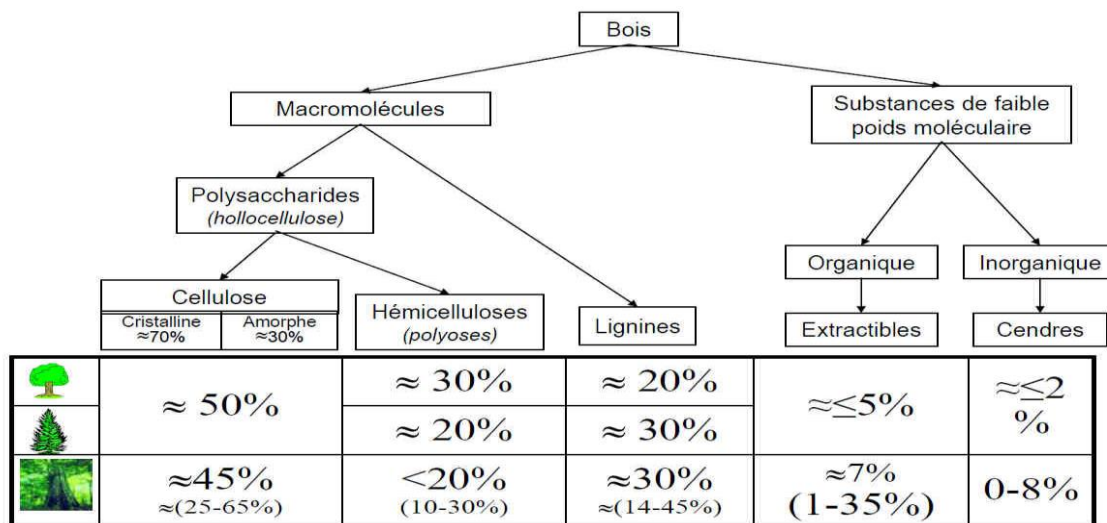 Bois
Macromolécules
Substances de faible
poids moléculaire
Polysaccharides
(hollocellulose)
Organique
Inorganique
Cellulose
Cristalline
≈70%
Amorphe
≈30%
Hémicelluloses
(polyoses)
Lignines
Extractibles
Cendres
≈ 50%
≈ 30%
≈ 20%
≈≤5%
≈≤2
%
≈ 20%
≈ 30%
≈45%
≈(25-65%)
<20%
(10-30%)
≈30%
≈(14-45%)
≈7%
(1-35%)
0-8%